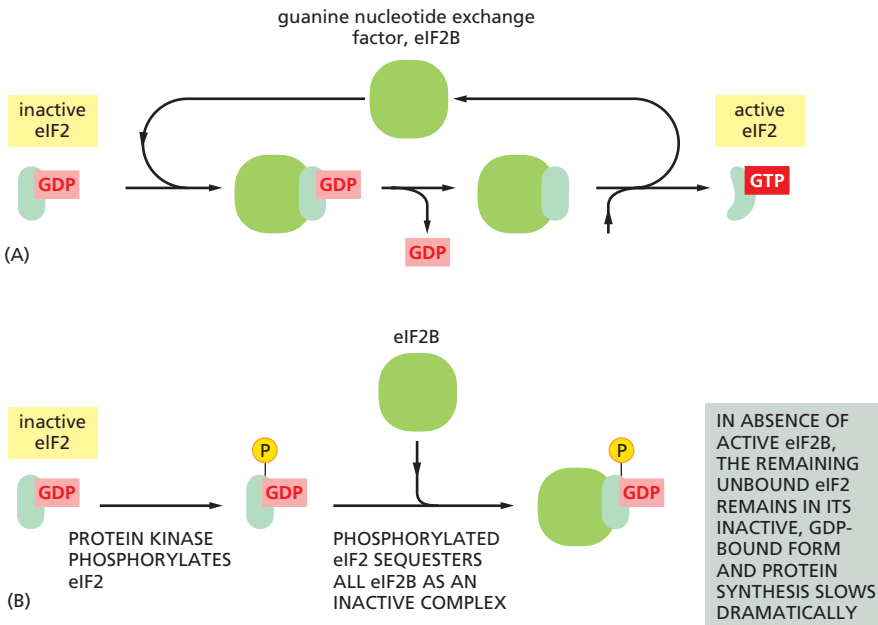 guanine nucleotide exchange
factor, eIF2B
inactive
eIF2
active
eIF2
GDP
GDP
GTP
GDP
(A)
eIF2B
inactive
eIF2
P
P
GDP
GDP
GDP
PROTEIN KINASE
PHOSPHORYLATES
eIF2
PHOSPHORYLATED
eIF2 SEQUESTERS
ALL eIF2B AS AN
INACTIVE COMPLEX
IN ABSENCE OF
ACTIVE eIF2B,
THE REMAINING
UNBOUND eIF2
REMAINS IN ITS
INACTIVE, GDP-
BOUND FORM
AND PROTEIN
SYNTHESIS SLOWS
DRAMATICALLY
(B)